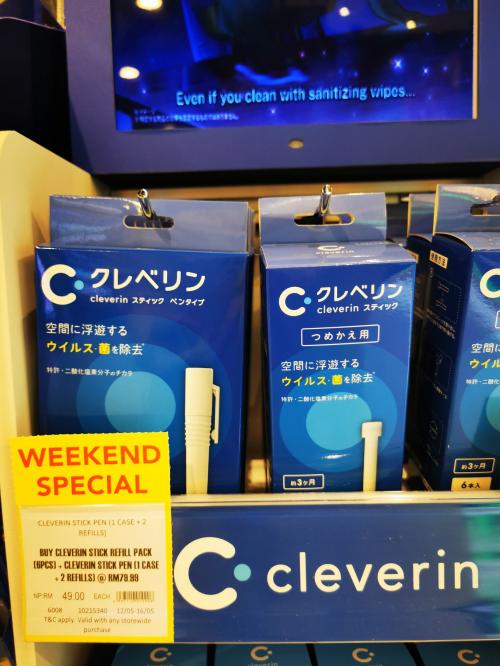 Even if you clean with sanitizing wipes...
クレベリン
cleverin スティック ペンタイプ
空間に浮遊する
ウイルス・菌を除去
特許・二酸化塩素分子のチカラ
cleverin
クレベリン
cleverin スティック
つめかえ用
空間に浮遊する
ウイルス・菌を除去
特許・二酸化塩素分子のチカラ
約3ヶ月
約3ヶ月
6本入
WEEKEND
SPECIAL
CLEVERIN STICK PEN (1 CASE + 2
REFILLS)
BUY CLEVERIN STICK REFILL PACK
(6PCS) + CLEVERIN STICK PEN (1 CASE
+ 2 REFILLS) @ RM79.99
NP:RM 49.00 EACH
6008 10215340 12/05-16/05
T&C apply. Valid with any storewide
purchase
cleverin